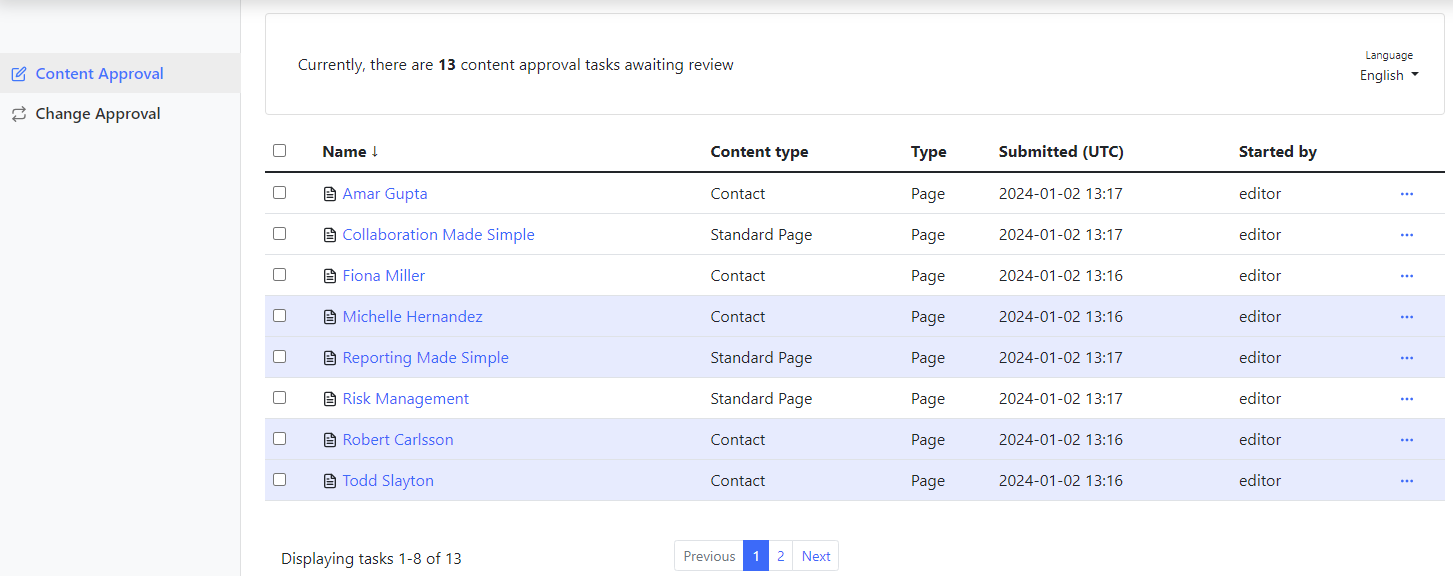 Content Approval
Change Approval
Currently, there are 13 content approval tasks awaiting review
Language
English
Name ↓ Content type Type Submitted (UTC) Started by
Amar Gupta Contact Page 2024-01-02 13:17 editor ···
Collaboration Made Simple Standard Page Page 2024-01-02 13:17 editor ···
Fiona Miller Contact Page 2024-01-02 13:16 editor ···
Michelle Hernandez Contact Page 2024-01-02 13:16 editor ···
Reporting Made Simple Standard Page Page 2024-01-02 13:17 editor ···
Risk Management Standard Page Page 2024-01-02 13:17 editor ···
Robert Carlsson Contact Page 2024-01-02 13:16 editor ···
Todd Slayton Contact Page 2024-01-02 13:16 editor ···
Displaying tasks 1-8 of 13 Previous 1 2 Next